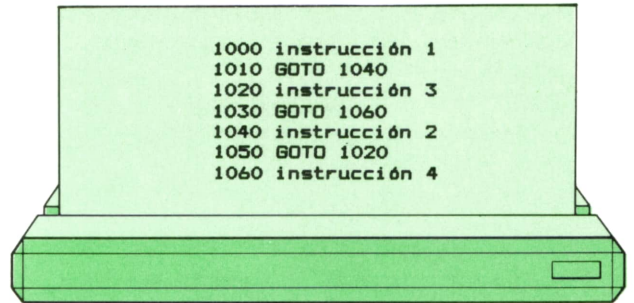 1000 instrucción 1
1010 GOTO 1040
1020 instrucción 3
1030 GOTO 1060
1040 instrucción 2
1050 GOTO 1020
1060 instrucción 4